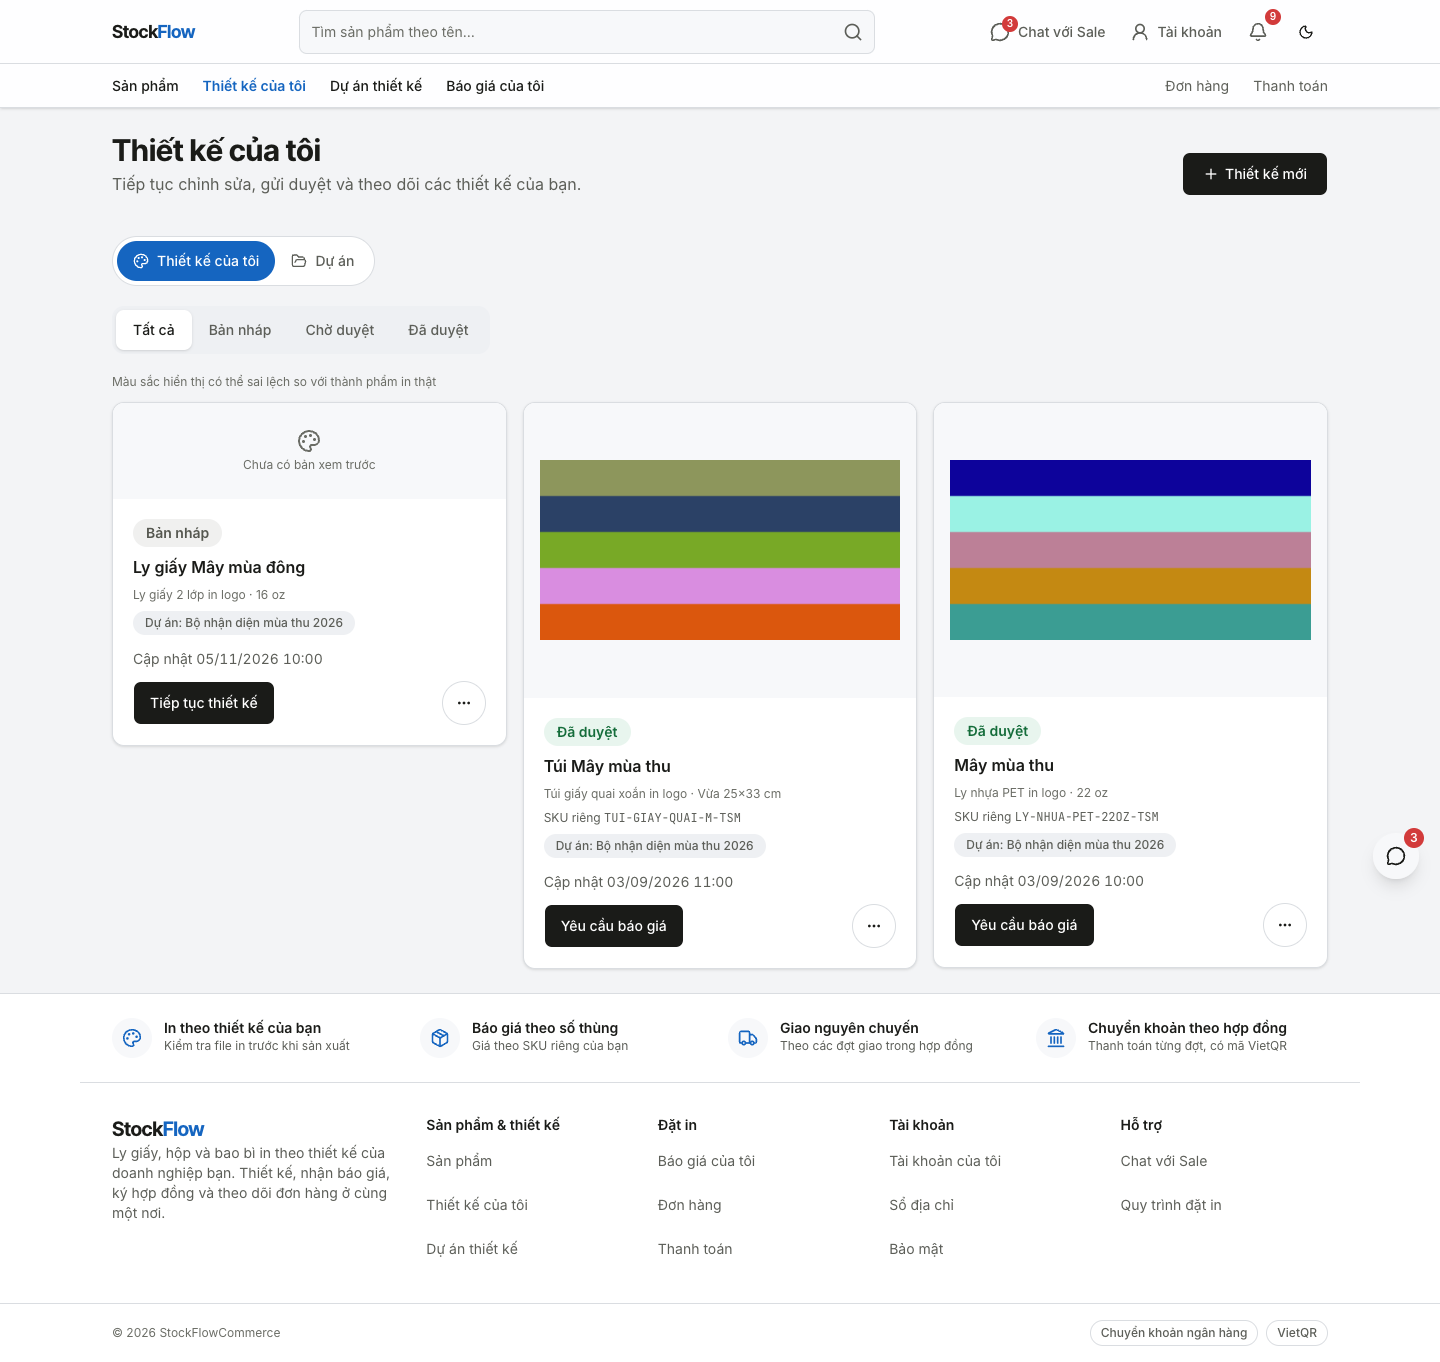 StockFlow
Tìm sản phẩm theo tên...
3
Chat với Sale
Tài khoản
9
Sản phẩm
Thiết kế của tôi
Dự án thiết kế
Báo giá của tôi
Đơn hàng
Thanh toán
Thiết kế của tôi
Tiếp tục chỉnh sửa, gửi duyệt và theo dõi các thiết kế của bạn.
Thiết kế mới
Thiết kế của tôi
Dự án
Tất cả
Bản nháp
Chờ duyệt
Đã duyệt
Màu sắc hiển thị có thể sai lệch so với thành phẩm in thật
Chưa có bản xem trước
Bản nháp
Ly giấy Mây mùa đông
Ly giấy 2 lớp in logo · 16 oz
Dự án: Bộ nhận diện mùa thu 2026
Cập nhật 05/11/2026 10:00
Tiếp tục thiết kế
Đã duyệt
Túi Mây mùa thu
Túi giấy quai xoắn in logo · Vừa 25×33 cm
SKU riêng TUI-GIAY-QUAI-M-TSM
Dự án: Bộ nhận diện mùa thu 2026
Cập nhật 03/09/2026 11:00
Yêu cầu báo giá
Đã duyệt
Mây mùa thu
Ly nhựa PET in logo · 22 oz
SKU riêng LY-NHUA-PET-22OZ-TSM
Dự án: Bộ nhận diện mùa thu 2026
Cập nhật 03/09/2026 10:00
Yêu cầu báo giá
3
In theo thiết kế của bạn
Kiểm tra file in trước khi sản xuất
Báo giá theo số thùng
Giá theo SKU riêng của bạn
Giao nguyên chuyến
Theo các đợt giao trong hợp đồng
Chuyển khoản theo hợp đồng
Thanh toán từng đợt, có mã VietQR
StockFlow
Ly giấy, hộp và bao bì in theo thiết kế của
doanh nghiệp bạn. Thiết kế, nhận báo giá,
ký hợp đồng và theo dõi đơn hàng ở cùng
một nơi.
Sản phẩm & thiết kế
Sản phẩm
Thiết kế của tôi
Dự án thiết kế
Đặt in
Báo giá của tôi
Đơn hàng
Thanh toán
Tài khoản
Tài khoản của tôi
Sổ địa chỉ
Bảo mật
Hỗ trợ
Chat với Sale
Quy trình đặt in
© 2026 StockFlowCommerce
Chuyển khoản ngân hàng
VietQR